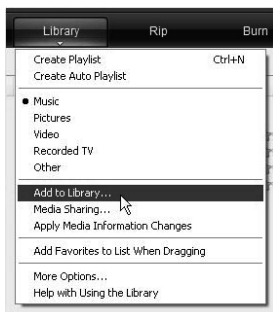 Library Rip Burn
Create Playlist Ctrl+N
Create Auto Playlist
Music
Pictures
Video
Recorded TV
Other
Add to Library...
Media Sharing...
Apply Media Information Changes
Add Favorites to List When Dragging
More Options...
Help with Using the Library